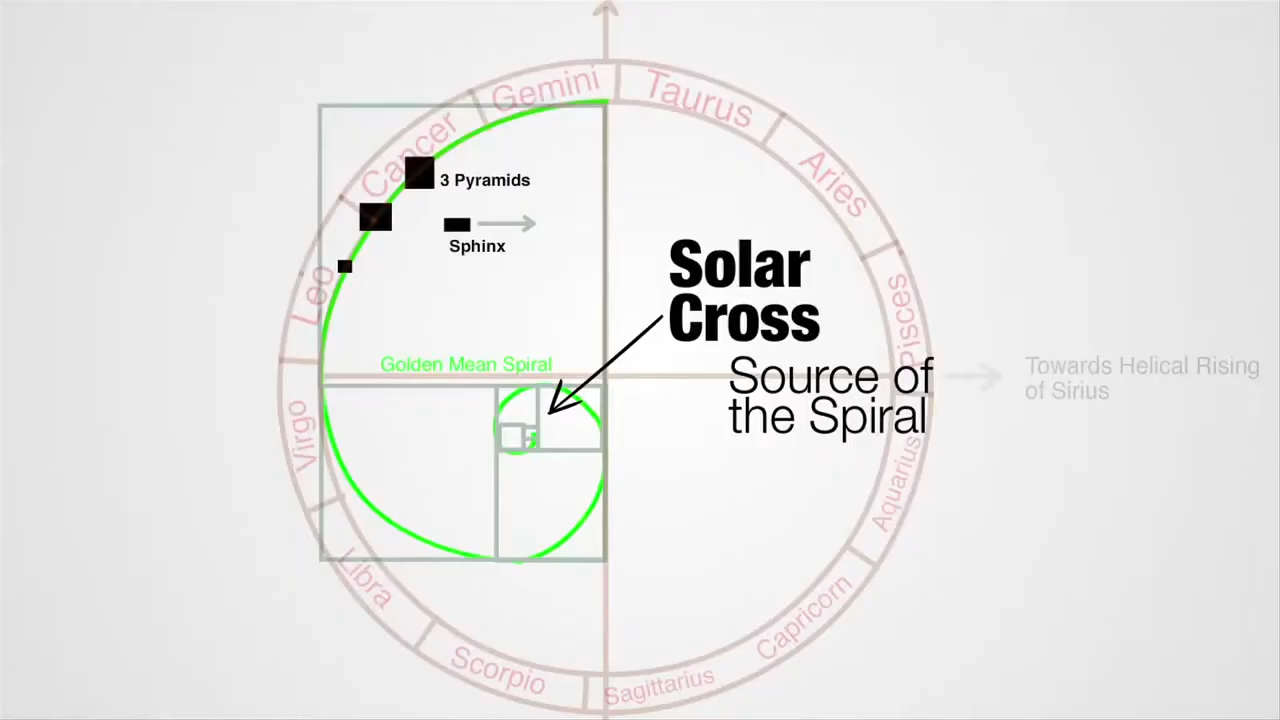 Gemini
Taurus
Cancer
Aries
3 Pyramids
Sphinx
Leo
Solar
Cross
Pisces
Golden Mean Spiral
Source of
the Spiral
Towards Helical Rising
of Sirius
Virgo
Aquarius
Libra
Capricorn
Scorpio
Sagittarius